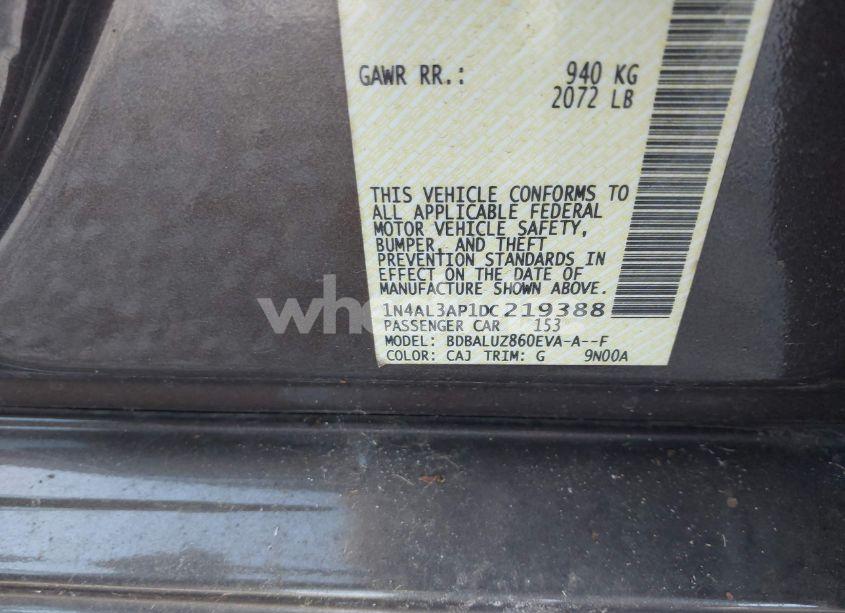 GAWR RR.: 940 KG
2072 LB
THIS VEHICLE CONFORMS TO
ALL APPLICABLE FEDERAL
MOTOR VEHICLE SAFETY,
BUMPER, AND THEFT
PREVENTION STANDARDS IN
EFFECT ON THE DATE OF
MANUFACTURE SHOWN ABOVE.
1N4AL3AP1DC219388
PASSENGER CAR 153
MODEL: BDBALUZ860EVA-A--F
COLOR: CAJ TRIM: G 9N00A